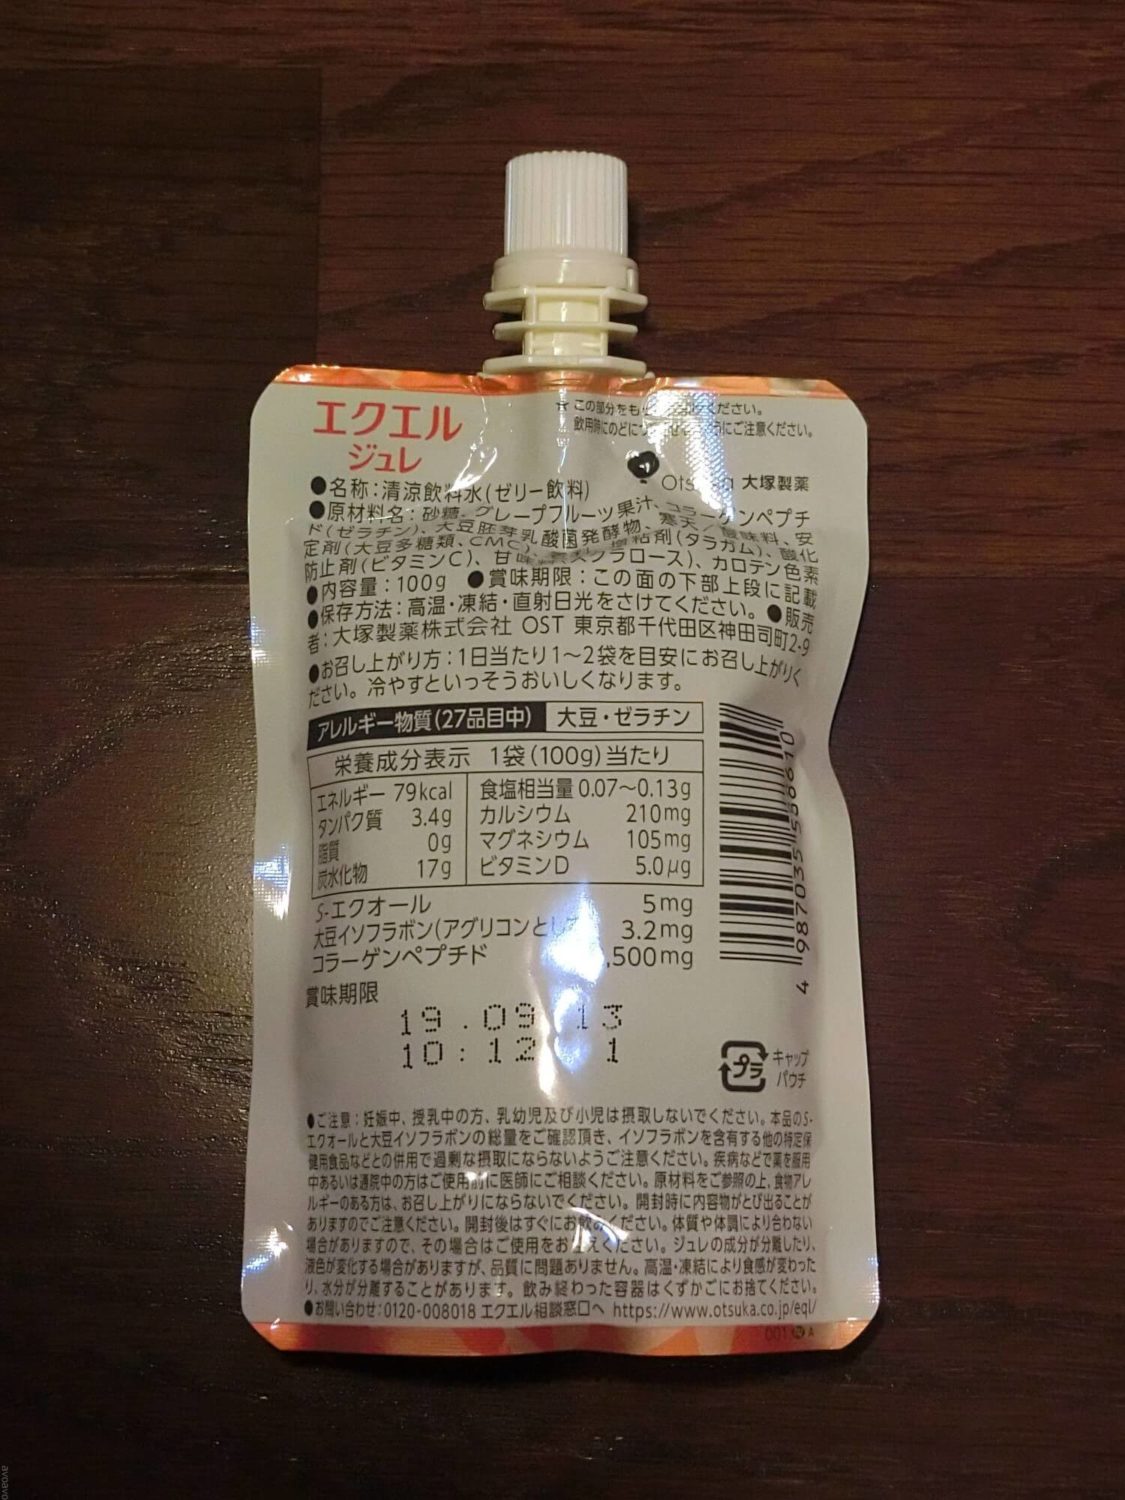 エクエル
ジュレ
☆この部分をも ください。
飲用時にのどにつ にご注意ください。
Otsuka 大塚製薬
●名称：清涼飲料水（ゼリー飲料）
●原材料名：砂糖、グレープフルーツ果汁、コラーゲンペプチ
ド（ゼラチン）、大豆胚芽乳酸菌発酵物、寒天／酸味料、安
定剤（大豆多糖類、CMC）、増粘剤（タラガム）、酸化
防止剤（ビタミンC）、甘味料（スクラロース）、カロテン色素
●内容量：100g ●賞味期限：この面の下部上段に記載
●保存方法：高温・凍結・直射日光をさけてください。●販売
者：大塚製薬株式会社 OST 東京都千代田区神田司町2-9
●お召し上がり方：1日当たり1～2袋を目安にお召し上がりく
ださい。冷やすといっそうおいしくなります。
アレルギー物質（27品目中） 大豆・ゼラチン
栄養成分表示 1袋（100g）当たり
エネルギー 79kcal 食塩相当量 0.07～0.13g
タンパク質 3.4g カルシウム 210mg
脂質 0g マグネシウム 105mg
炭水化物 17g ビタミンD 5.0μg
S-エクオール 5mg
大豆イソフラボン（アグリコンとし 3.2mg
コラーゲンペプチド ,500mg
賞味期限
19.09 13
10:12 1
4 987035 538610
プラ
キャップ
パウチ
●ご注意：妊娠中、授乳中の方、乳幼児及び小児は摂取しないでください。本品のS-
エクオールと大豆イソフラボンの総量をご確認頂き、イソフラボンを含有する他の特定保
健用食品などとの併用で過剰な摂取にならないようご注意ください。疾病などで薬を服用
中あるいは通院中の方はご使用前に医師にご相談ください。原材料をご参照の上、食物アレ
ルギーのある方は、お召し上がりにならないでください。開封時に内容物がとび出ることが
ありますのでご注意ください。開封後はすぐにお飲みください。体質や体調により合わない
場合がありますので、その場合はご使用をお控えください。ジュレの成分が分離したり、
液色が変化する場合がありますが、品質に問題ありません。高温・凍結により食感が変わった
り、水分が分離することがあります。飲み終わった容器はくずかごにお捨てください。
●お問い合わせ：0120-008018 エクエル相談窓口へ https://www.otsuka.co.jp/eql/
001 A